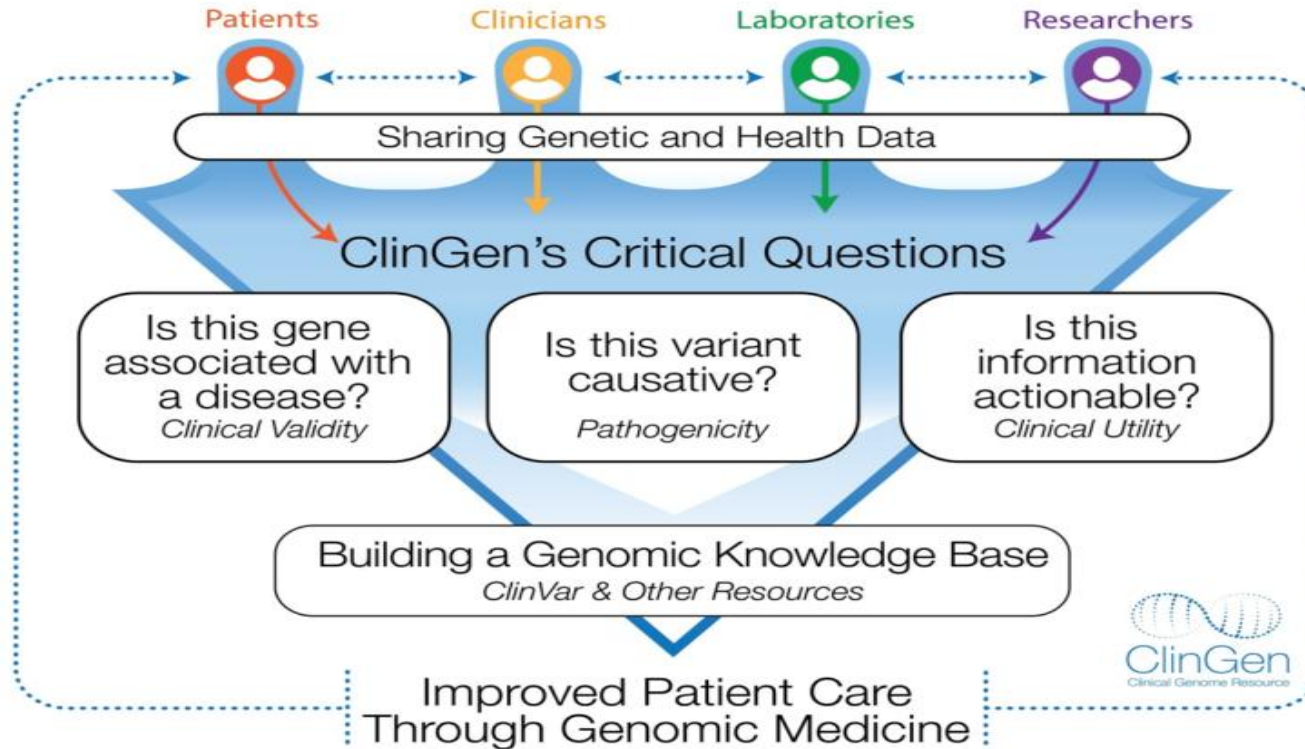 Patients
Clinicians
Laboratories
Researchers
Sharing Genetic and Health Data
ClinGen’s Critical Questions
Is this gene
associated with
a disease?
Clinical Validity
Is this variant
causative?
Pathogenicity
Is this
information
actionable?
Clinical Utility
Building a Genomic Knowledge Base
ClinVar & Other Resources
ClinGen
Clinical Genome Resource
Improved Patient Care
Through Genomic Medicine